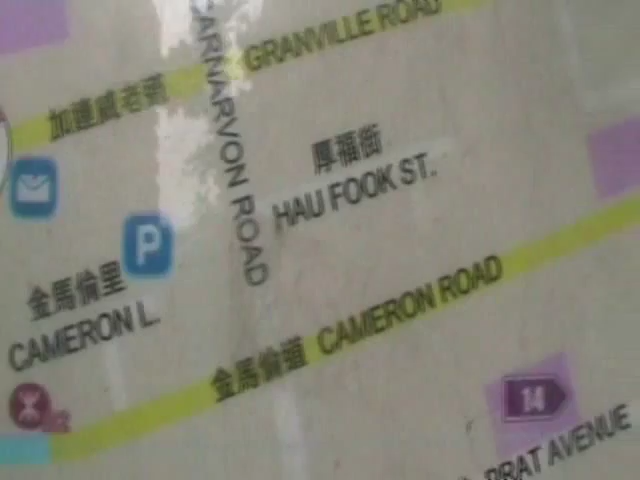 GRANVILLE ROAD
加連威老道
CARNARVON ROAD
厚福街
HAU FOOK ST.
P
金馬倫里
CAMERON L.
金馬倫道 CAMERON ROAD
14
PRAT AVENUE